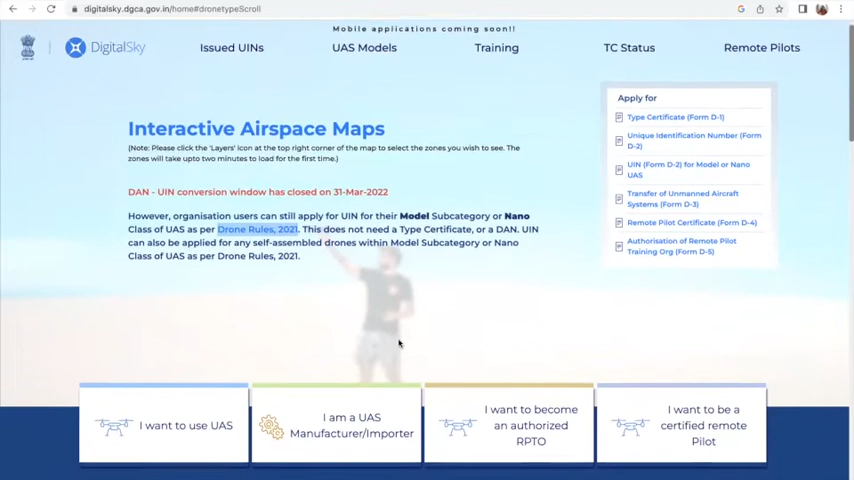 digitalsky.dgca.gov.in/home#dronetypeScroll
Mobile applications coming soon!!
DigitalSky
Issued UINs
UAS Models
Training
TC Status
Remote Pilots
Interactive Airspace Maps
(Note: Please click the 'Layers' icon at the top right corner of the map to select the zones you wish to see. The
zones will take upto two minutes to load for the first time.)
DAN - UIN conversion window has closed on 31-Mar-2022
However, organisation users can still apply for UIN for their Model Subcategory or Nano
Class of UAS as per Drone Rules, 2021. This does not need a Type Certificate, or a DAN. UIN
can also be applied for any self-assembled drones within Model Subcategory or Nano
Class of UAS as per Drone Rules, 2021.
Apply for
Type Certificate (Form D-1)
Unique Identification Number (Form
D-2)
UIN (Form D-2) for Model or Nano
UAS
Transfer of Unmanned Aircraft
Systems (Form D-3)
Remote Pilot Certificate (Form D-4)
Authorisation of Remote Pilot
Training Org (Form D-5)
I want to use UAS
I am a UAS
Manufacturer/Importer
I want to become
an authorized
RPTO
I want to be a
certified remote
Pilot